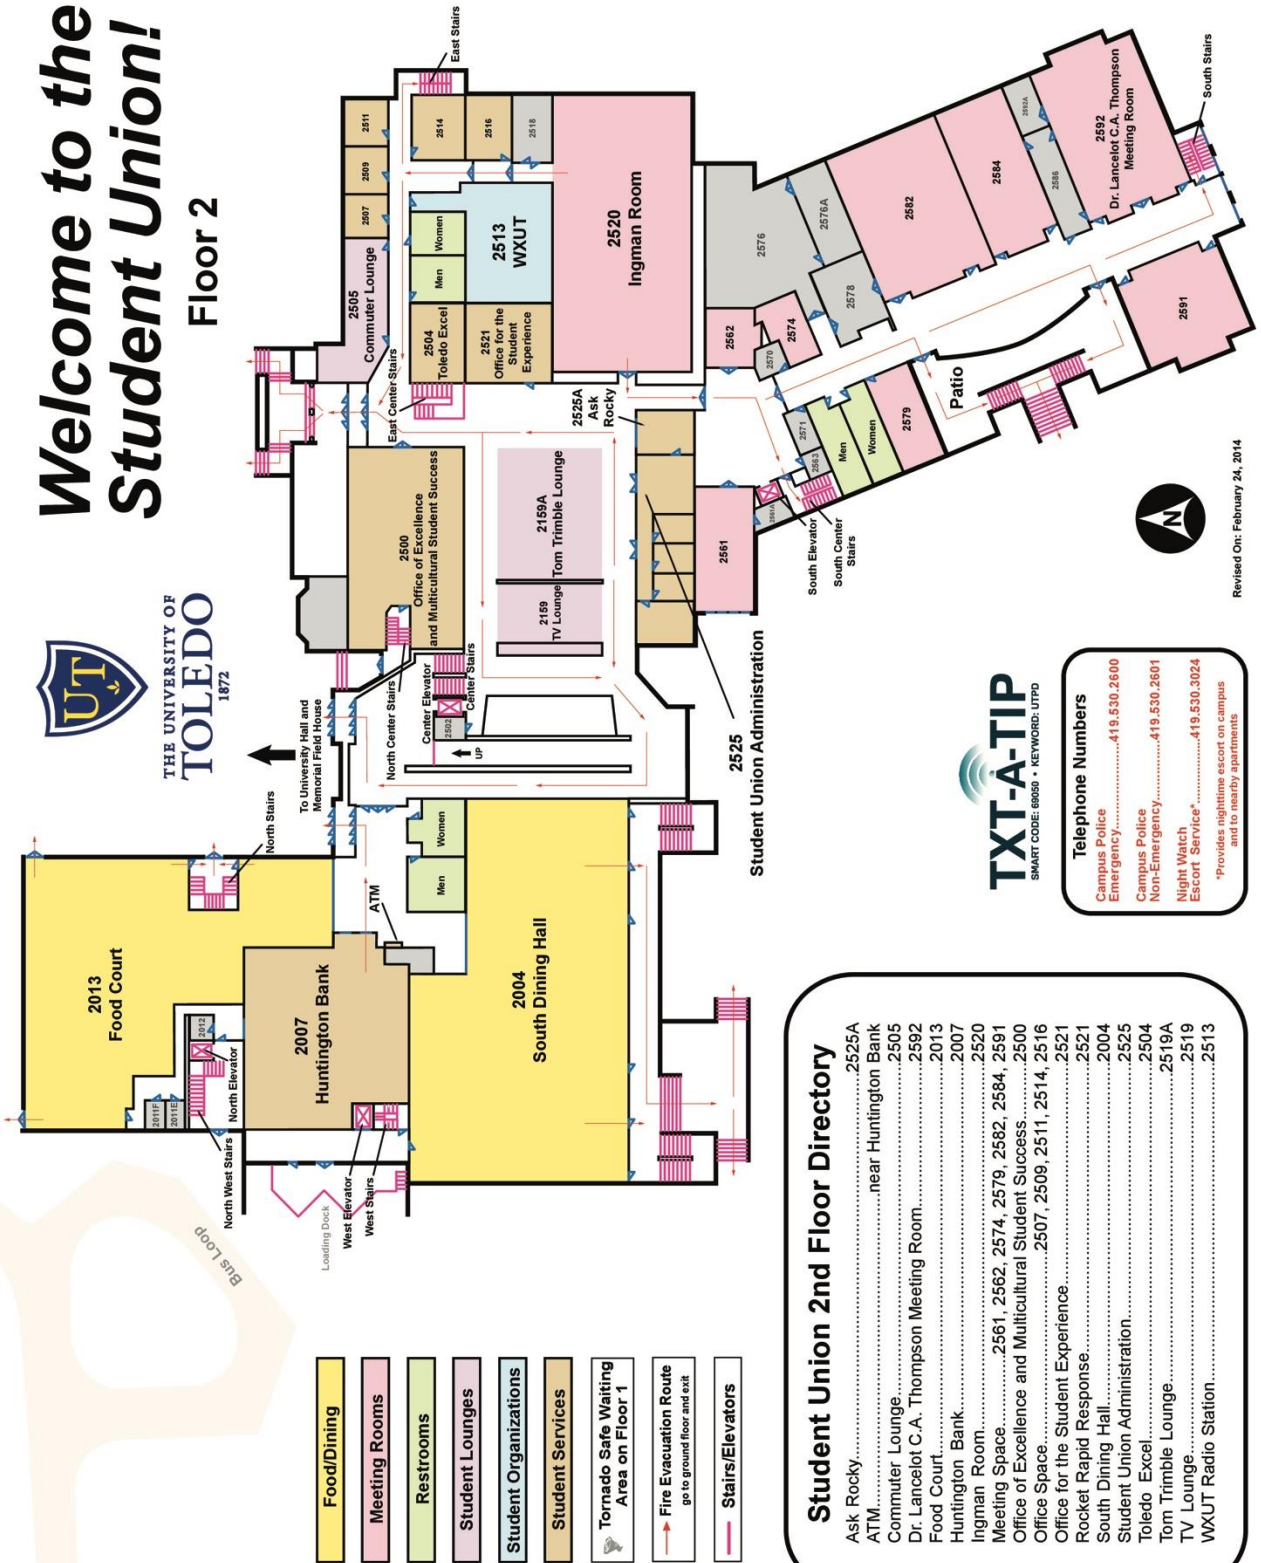 Welcome to the
Student Union!
Floor 2
UT
THE UNIVERSITY OF
TOLEDO
1872
To University Hall and
Memorial Field House
North Stairs
2013
Food Court
2012
North Elevator
2011F
2011E
North West Stairs
2007
Huntington Bank
ATM
West Elevator
West Stairs
Loading Dock
Bus Loop
Men
Women
2004
South Dining Hall
North Center Stairs
Center Elevator
Center Stairs
2502
UP
2500
Office of Excellence
and Multicultural Student Success
2159
TV Lounge
2159A
Tom Trimble Lounge
East Center Stairs
2505
Commuter Lounge
2507
2509
2511
East Stairs
2504
Toledo Excel
Men
Women
2514
2516
2518
2521
Office for the
Student
Experience
2513
WXUT
2520
Ingman Room
2525A
Ask
Rocky
2525
Student Union Administration
2561
2561A
South Elevator
South Center
Stairs
2563
2571
Men
Women
2579
2562
2574
2570
2576
2576A
2578
2582
2584
2586
2592A
2592
Dr. Lancelot C.A. Thompson
Meeting Room
South Stairs
2591
Patio
N
Revised On: February 24, 2014
TXT-A-TIP
SMART CODE: 69050 • KEYWORD: UTPD
Telephone Numbers
Campus Police
Emergency..............419.530.2600
Campus Police
Non-Emergency..........419.530.2601
Night Watch
Escort Service*..........419.530.3024
*Provides nighttime escort on campus
and to nearby apartments
Food/Dining
Meeting Rooms
Restrooms
Student Lounges
Student Organizations
Student Services
Tornado Safe Waiting
Area on Floor 1
Fire Evacuation Route
go to ground floor and exit
Stairs/Elevators
Student Union 2nd Floor Directory
Ask Rocky..........2525A
ATM..........near Huntington Bank
Commuter Lounge..........2505
Dr. Lancelot C.A. Thompson Meeting Room..........2592
Food Court..........2013
Huntington Bank..........2007
Ingman Room..........2520
Meeting Space..........2561, 2562, 2574, 2579, 2582, 2584, 2591
Office of Excellence and Multicultural Student Success..........2500
Office Space..........2507, 2509, 2511, 2514, 2516
Office for the Student Experience..........2521
Rocket Rapid Response..........2521
South Dining Hall..........2004
Student Union Administration..........2525
Toledo Excel..........2504
Tom Trimble Lounge..........2519A
TV Lounge..........2519
WXUT Radio Station..........2513